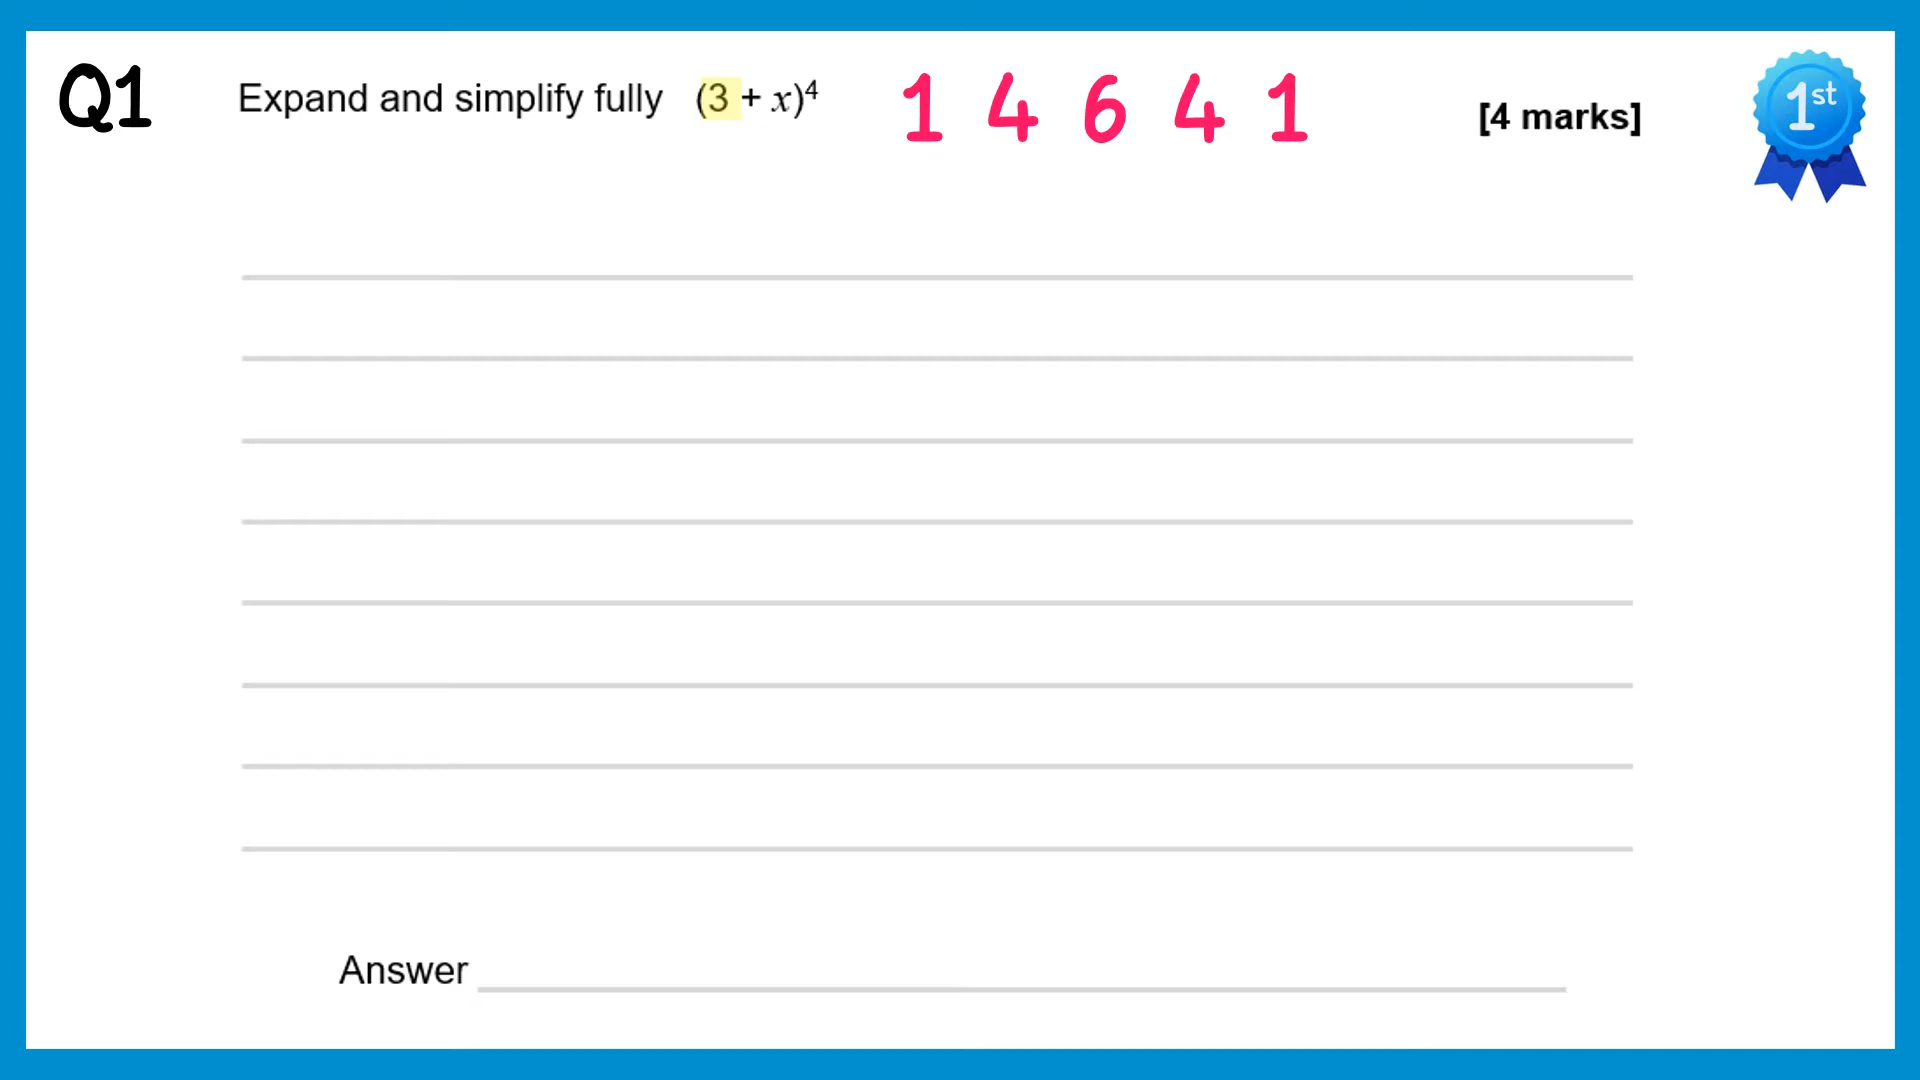 Q1 Expand and simplify fully (3 + x)⁴ 1 4 6 4 1 [4 marks] 1st
Answer